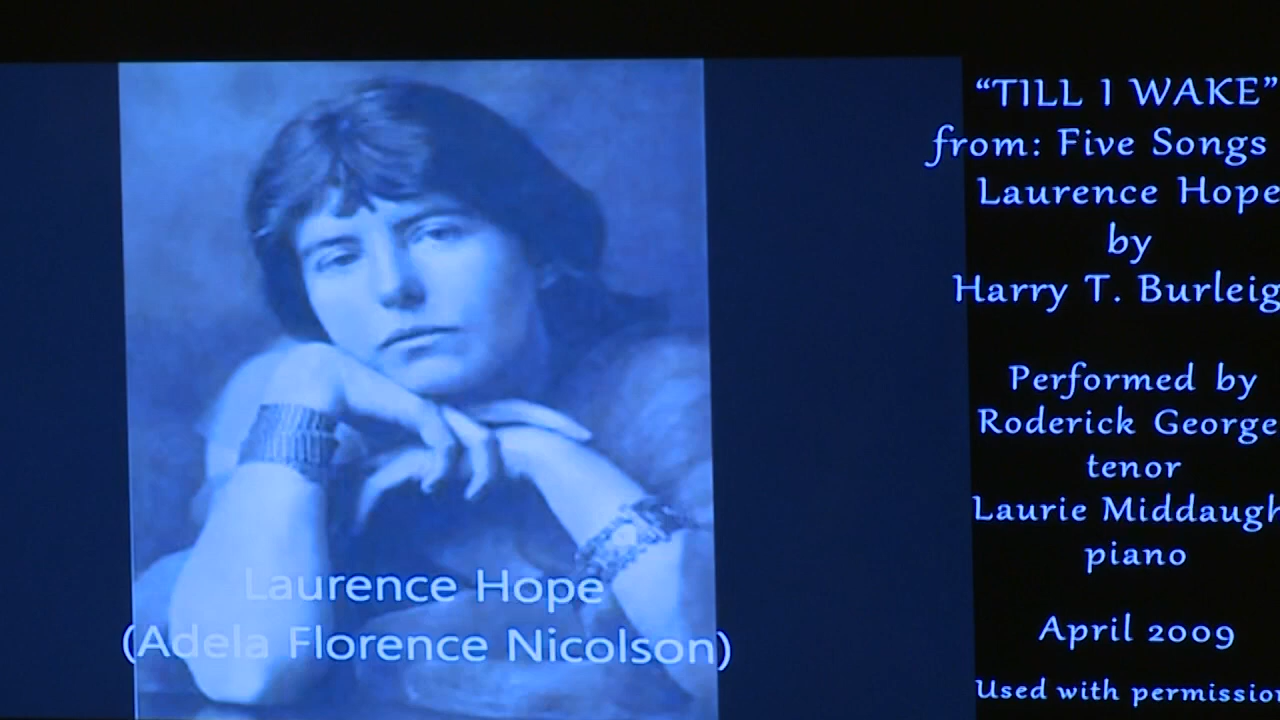 Laurence Hope
(Adela Florence Nicolson)
“TILL I WAKE”
from: Five Songs
Laurence Hope
by
Harry T. Burleig
Performed by
Roderick George
tenor
Laurie Middaugh
piano
April 2009
Used with permission